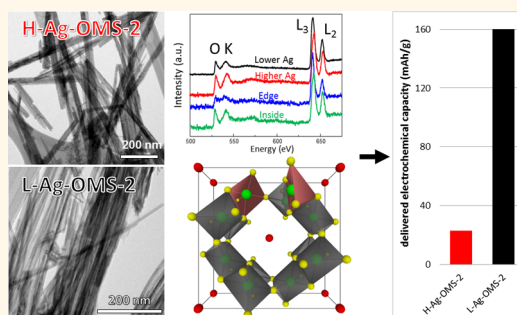 H-Ag-OMS-2
200 nm
L-Ag-OMS-2
200 nm
Intensity (a.u.)
O K
L3
L2
Lower Ag
Higher Ag
Edge
Inside
500
550
600
650
Energy (eV)
delivered electrochemical capacity (mAh/g)
160
120
80
40
0
H-Ag-OMS-2
L-Ag-OMS-2